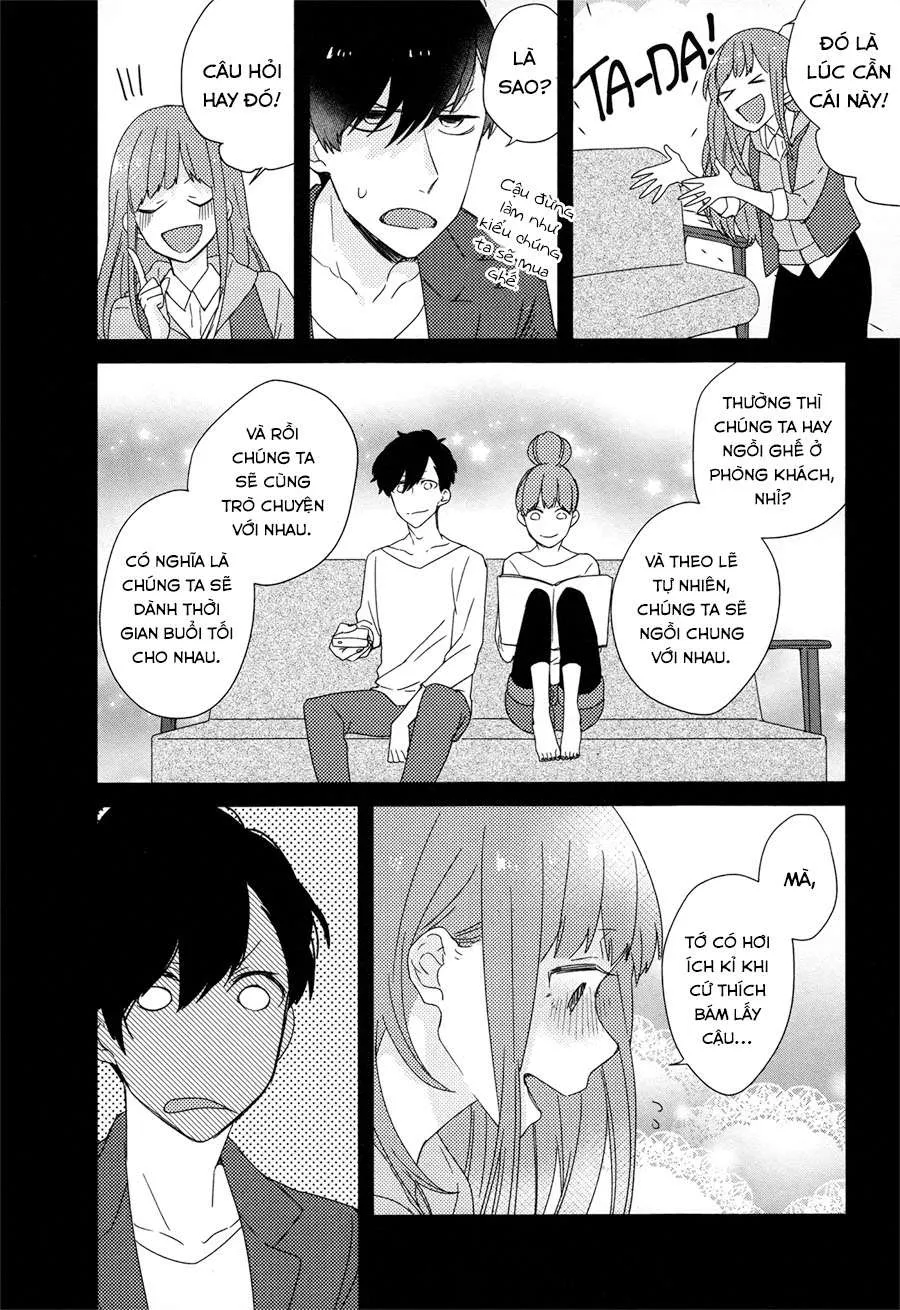 ĐÓ LÀ
LÚC CẦN
CÁI NÀY!
TA-DA!
LÀ
SAO?
Cậu đừng
làm như
kiểu chúng
ta sẽ mua
ghế
CÂU HỎI
HAY ĐÓ!
THƯỜNG THÌ
CHÚNG TA HAY
NGỒI GHẾ Ở
PHÒNG KHÁCH,
NHỈ?
VÀ THEO LẼ
TỰ NHIÊN,
CHÚNG TA SẼ
NGỒI CHUNG
VỚI NHAU.
VÀ RỒI
CHÚNG TA
SẼ CÙNG
TRÒ CHUYỆN
VỚI NHAU.
CÓ NGHĨA LÀ
CHÚNG TA SẼ
DÀNH THỜI
GIAN BUỔI TỐI
CHO NHAU.
MÀ,
TỚ CÓ HƠI
ÍCH KỈ KHI
CỨ THÍCH
BÁM LẤY
CẬU...